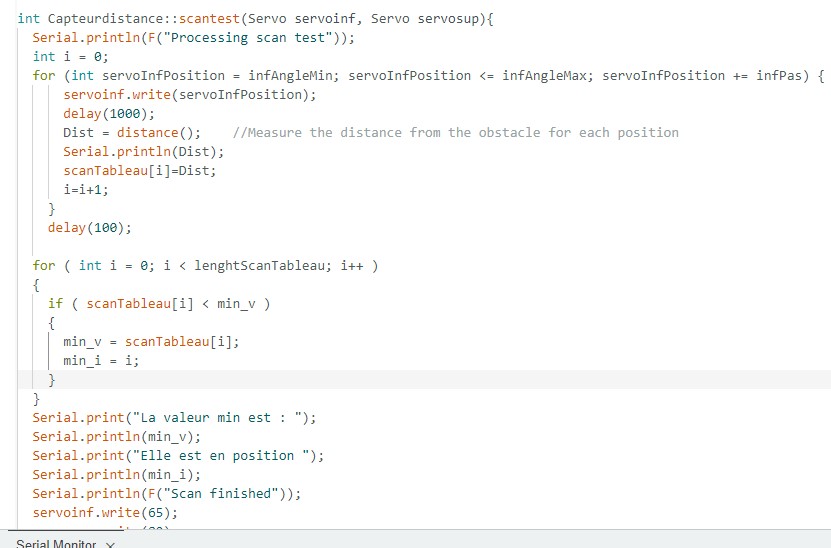 int Capteurdistance::scantest(Servo servoinf, Servo servosup){
Serial.println(F("Processing scan test"));
int i = 0;
for (int servoInfPosition = infAngleMin; servoInfPosition <= infAngleMax; servoInfPosition += infPas) {
servoinf.write(servoInfPosition);
delay(1000);
Dist = distance();    //Measure the distance from the obstacle for each position
Serial.println(Dist);
scanTableau[i]=Dist;
i=i+1;
}
delay(100);
for ( int i = 0; i < lenghtScanTableau; i++ )
{
if ( scanTableau[i] < min_v )
{
min_v = scanTableau[i];
min_i = i;
}
}
Serial.print("La valeur min est : ");
Serial.println(min_v);
Serial.print("Elle est en position ");
Serial.println(min_i);
Serial.println(F("Scan finished"));
servoinf.write(65);
Serial Monitor ×